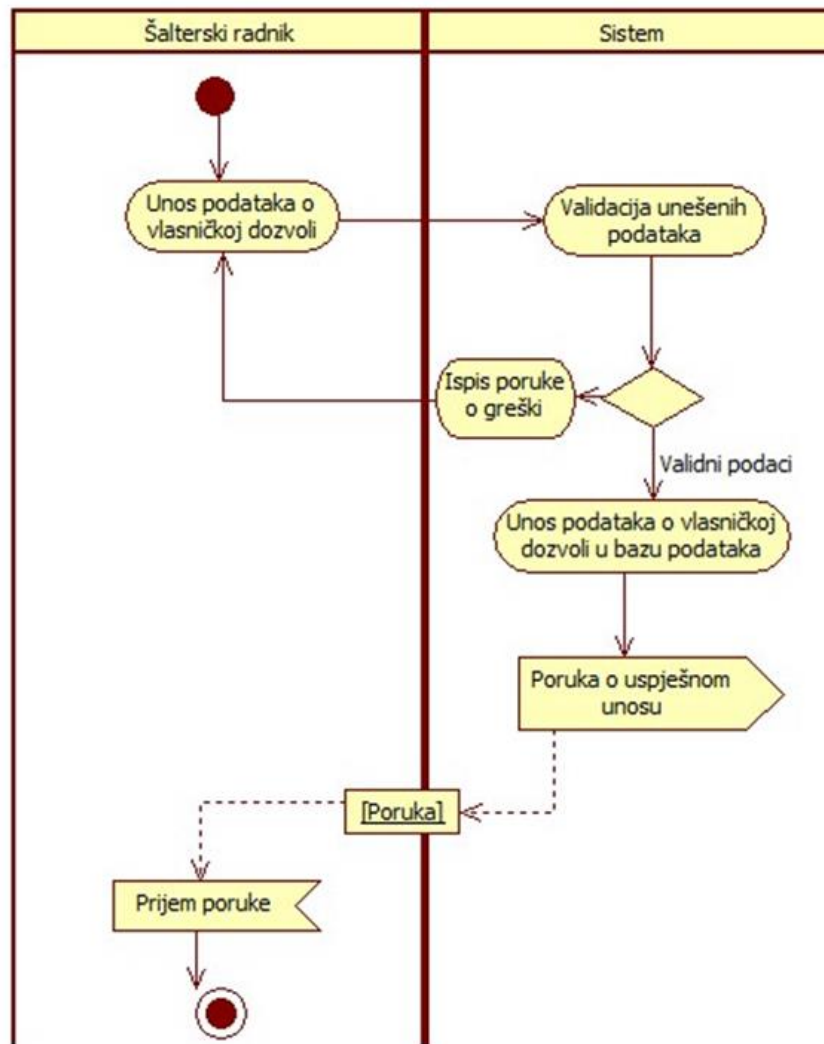 Šalterski radnik
Sistem
Unos podataka o
vlasničkoj dozvoli
Validacija unešenih
podataka
Ispis poruke
o greški
Validni podaci
Unos podataka o vlasničkoj
dozvoli u bazu podataka
Poruka o uspješnom
unosu
[Poruka]
Prijem poruke